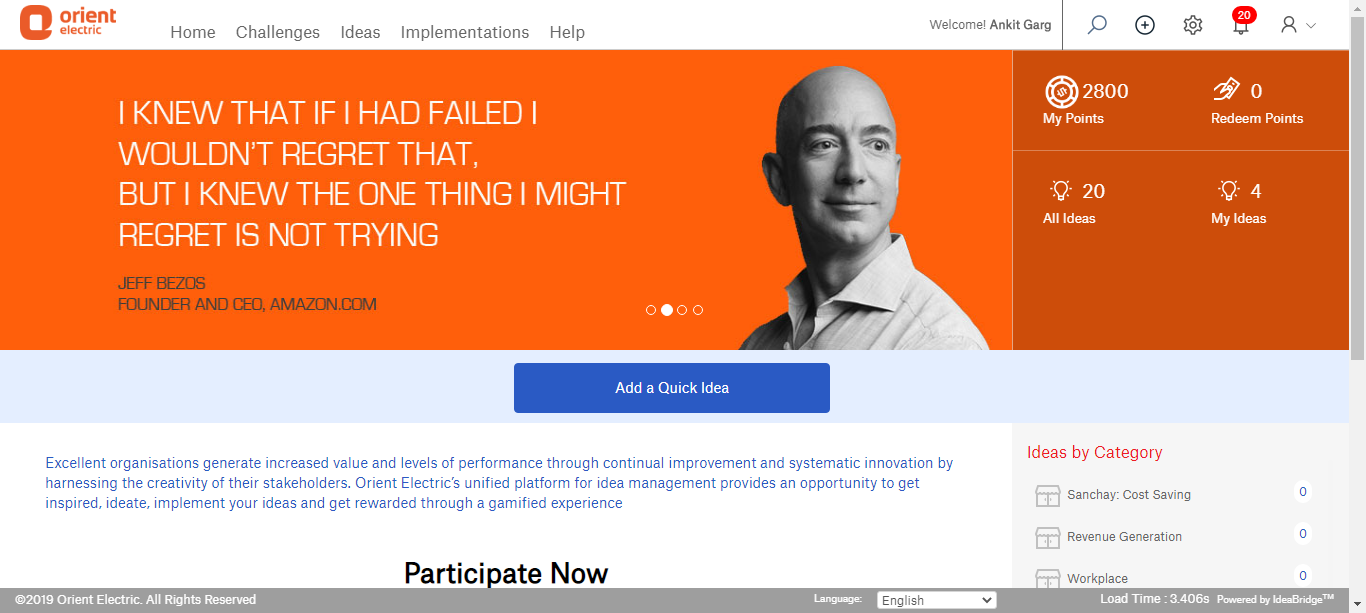 orient
electric
Home Challenges Ideas Implementations Help
Welcome! Ankit Garg
20
I KNEW THAT IF I HAD FAILED I
WOULDN'T REGRET THAT,
BUT I KNEW THE ONE THING I MIGHT
REGRET IS NOT TRYING
JEFF BEZOS
FOUNDER AND CEO, AMAZON.COM
2800
My Points
0
Redeem Points
20
All Ideas
4
My Ideas
Add a Quick Idea
Excellent organisations generate increased value and levels of performance through continual improvement and systematic innovation by
harnessing the creativity of their stakeholders. Orient Electric's unified platform for idea management provides an opportunity to get
inspired, ideate, implement your ideas and get rewarded through a gamified experience
Participate Now
Ideas by Category
Sanchay: Cost Saving 0
Revenue Generation 0
Workplace 0
©2019 Orient Electric. All Rights Reserved
Language: English
Load Time : 3.406s Powered by IdeaBridge™